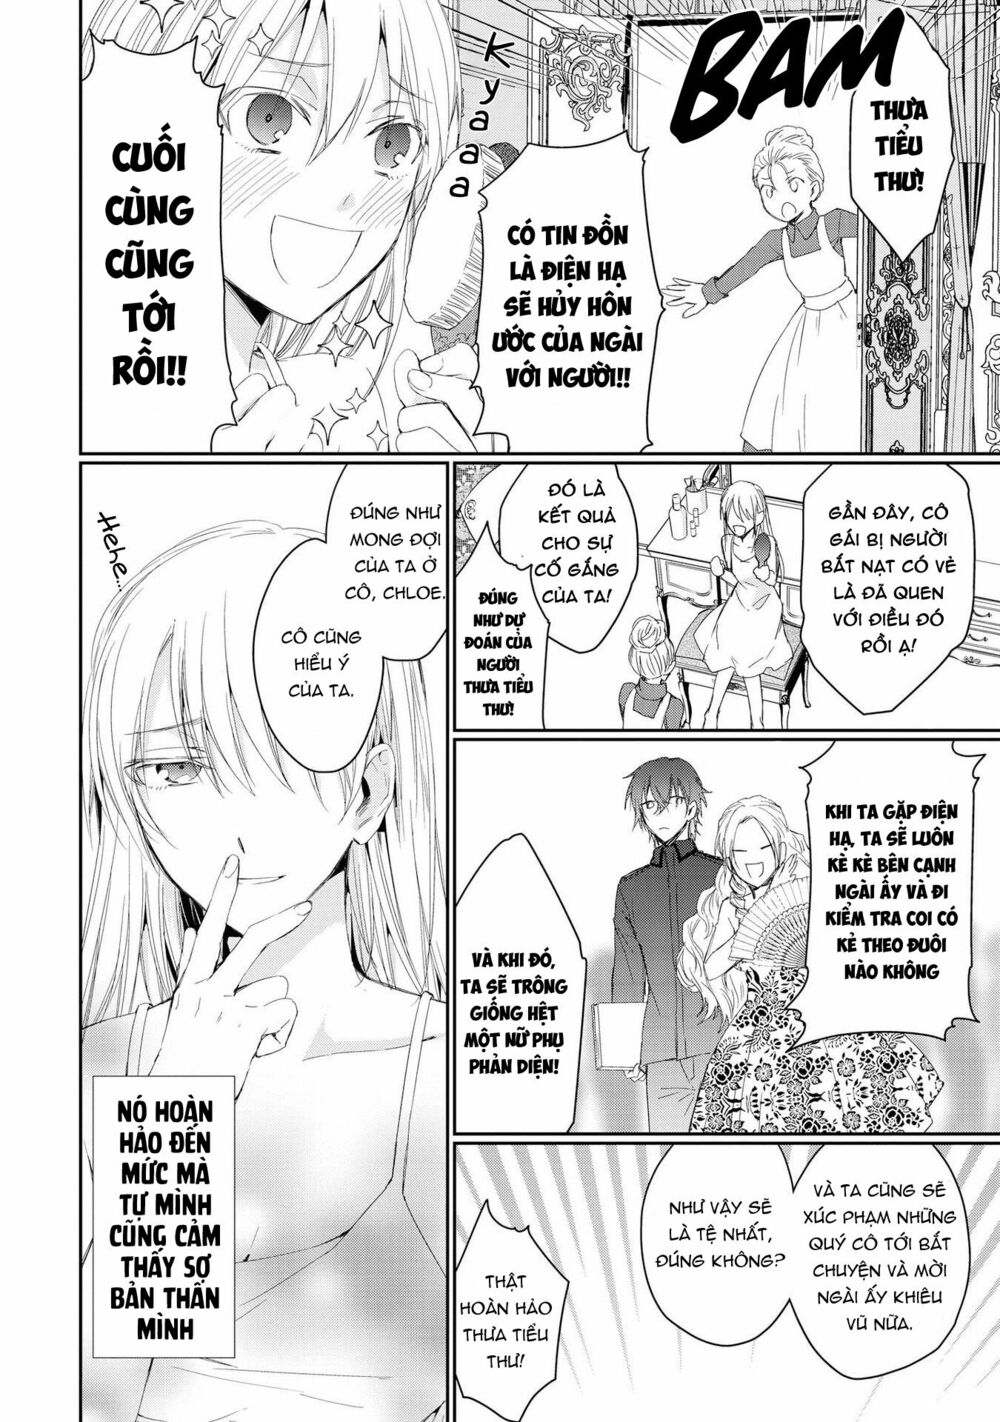 BAM
THƯA
TIỂU
THƯ!
CÓ TIN ĐỒN
LÀ ĐIỆN HẠ
SẼ HỦY HÔN
ƯỚC CỦA NGÀI
VỚI NGƯỜI!!
Kyaaa
CUỐI
CÙNG
CŨNG
TỚI
RỒI!!
GẦN ĐÂY, CÔ
GÁI BỊ NGƯỜI
BẮT NẠT CÓ VẺ
LÀ ĐÃ QUEN
VỚI ĐIỀU ĐÓ
RỒI Ạ!
ĐÓ LÀ
KẾT QUẢ
CHO SỰ
CỐ GẮNG
CỦA TA!
ĐÚNG
NHƯ DỰ
ĐOÁN CỦA
NGƯỜI
THƯA TIỂU
THƯ!
KHI TA GẶP ĐIỆN
HẠ, TA SẼ LUÔN
KÈ KÈ BÊN CẠNH
NGÀI ẤY VÀ ĐI
KIỂM TRA COI CÓ
KẺ THEO ĐUÔI
NÀO KHÔNG
VÀ KHI ĐÓ,
TA SẼ TRÔNG
GIỐNG HỆT
MỘT NỮ PHỤ
PHẢN DIỆN!
VÀ TA CŨNG SẼ
XÚC PHẠM NHỮNG
QUÝ CÔ TỚI BẮT
CHUYỆN VÀ MỜI
NGÀI ẤY KHIÊU
VŨ NỮA.
NHƯ VẬY SẼ
LÀ TỆ NHẤT,
ĐÚNG KHÔNG?
THẬT
HOÀN HẢO
THƯA TIỂU
THƯ!
ĐÚNG NHƯ
MONG ĐỢI
CỦA TA Ở
CÔ, CHLOE.
CÔ CŨNG
HIỂU Ý
CỦA TA.
Hehe...
NÓ HOÀN
HẢO ĐẾN
MỨC MÀ
TỰ MÌNH
CŨNG CẢM
THẤY SỢ
BẢN THÂN
MÌNH